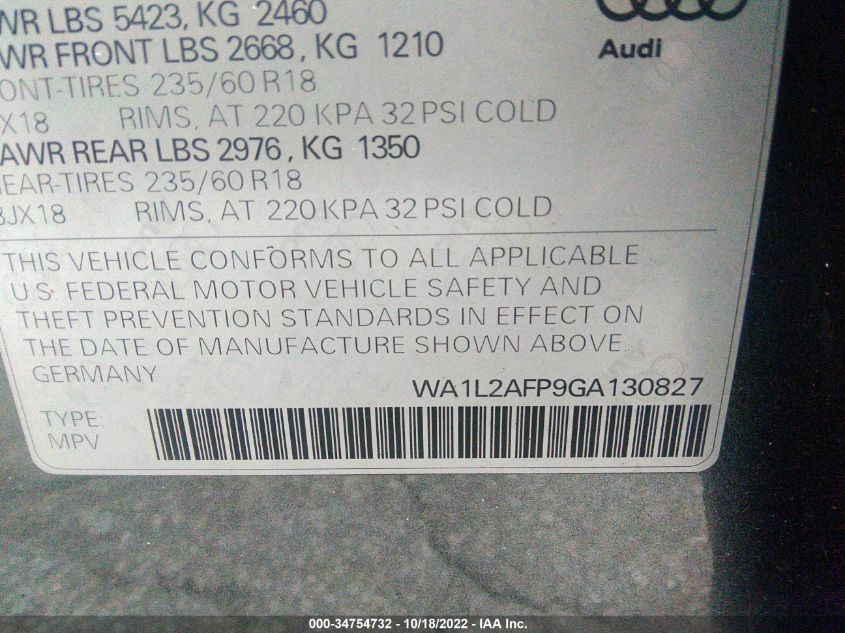 WR LBS 5423, KG 2460
AWR FRONT LBS 2668, KG 1210
Audi
ONT-TIRES 235/60 R18
JX18 RIMS, AT 220 KPA 32 PSI COLD
AWR REAR LBS 2976, KG 1350
EAR-TIRES 235/60 R18
8JX18 RIMS, AT 220 KPA 32 PSI COLD
THIS VEHICLE CONFORMS TO ALL APPLICABLE
U.S. FEDERAL MOTOR VEHICLE SAFETY AND
THEFT PREVENTION STANDARDS IN EFFECT ON
THE DATE OF MANUFACTURE SHOWN ABOVE.
GERMANY
WA1L2AFP9GA130827
TYPE:
MPV
000-34754732 - 10/18/2022 - IAA Inc.